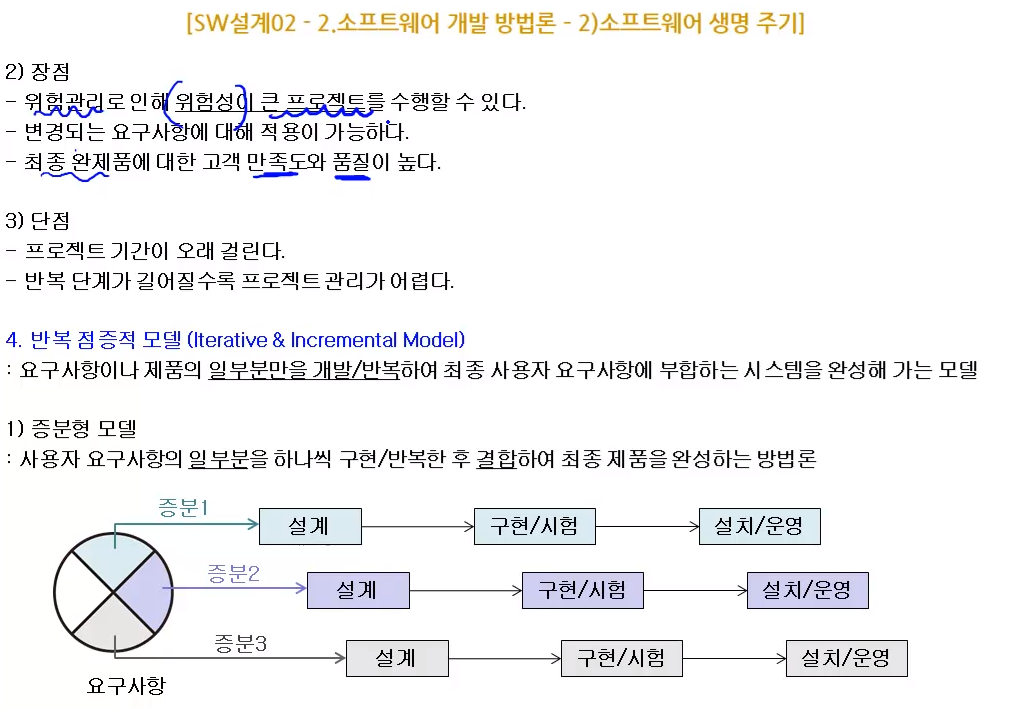 [SW설계02 - 2.소프트웨어 개발 방법론 - 2)소프트웨어 생명 주기]
2) 장점
- 위험관리로 인해 위험성이 큰 프로젝트를 수행할 수 있다.
- 변경되는 요구사항에 대해 적용이 가능하다.
- 최종 완제품에 대한 고객 만족도와 품질이 높다.
3) 단점
- 프로젝트 기간이 오래 걸린다.
- 반복 단계가 길어질수록 프로젝트 관리가 어렵다.
4. 반복 점증적 모델 (Iterative & Incremental Model)
: 요구사항이나 제품의 일부분만을 개발/반복하여 최종 사용자 요구사항에 부합하는 시스템을 완성해 가는 모델
1) 증분형 모델
: 사용자 요구사항의 일부분을 하나씩 구현/반복한 후 결합하여 최종 제품을 완성하는 방법론
증분1
설계
구현/시험
설치/운영
증분2
설계
구현/시험
설치/운영
증분3
설계
구현/시험
설치/운영
요구사항